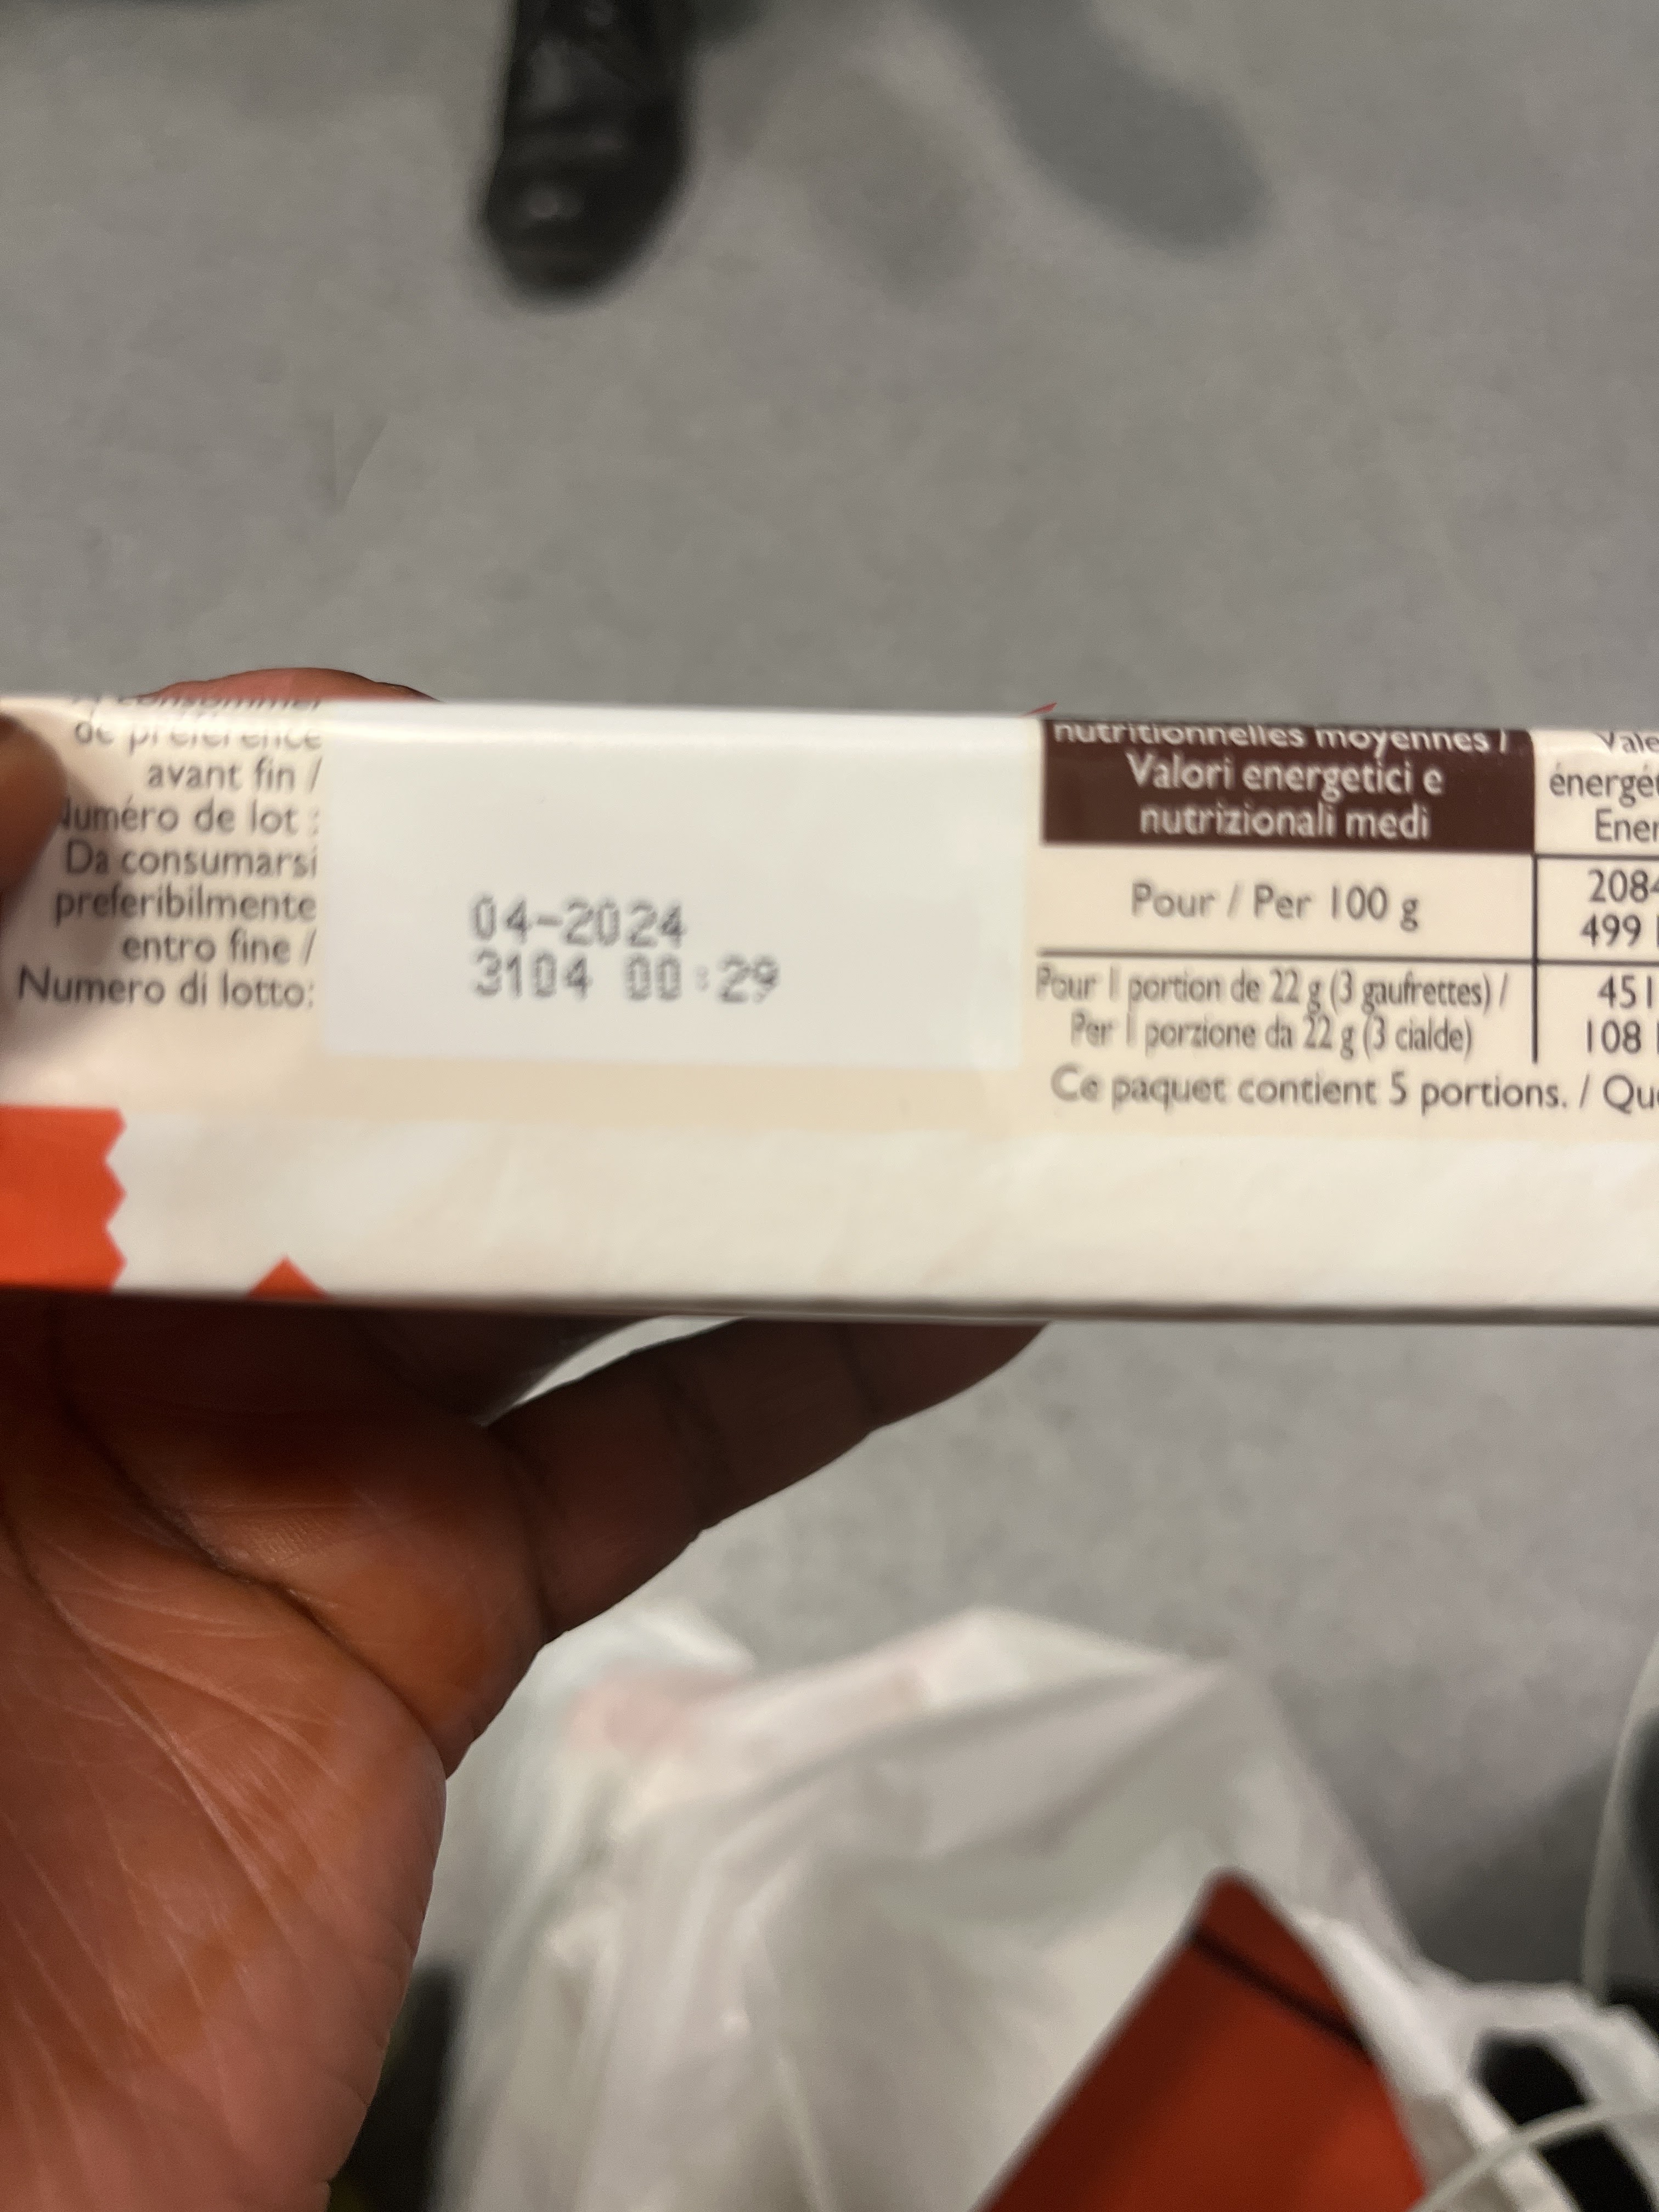 de préférence
avant fin /
Numéro de lot :
Da consumarsi
preferibilmente
entro fine /
Numero di lotto:
04-2024
3104 00:29
nutritionnelles moyennes /
Valori energetici e
nutrizionali medi
Pour / Per 100 g
2084
499
Pour 1 portion de 22 g (3 gaufrettes) /
Per 1 porzione da 22 g (3 cialde)
451
108
Ce paquet contient 5 portions. /